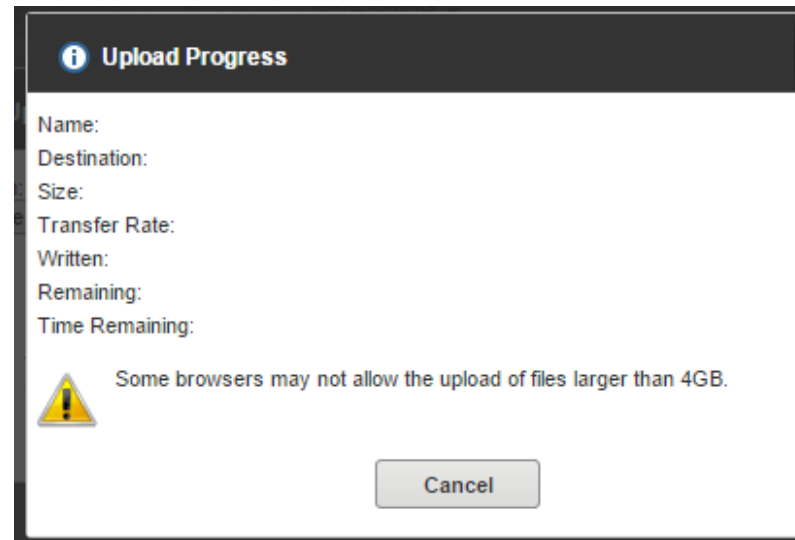 Upload Progress
Name:
Destination:
Size:
Transfer Rate:
Written:
Remaining:
Time Remaining:
Some browsers may not allow the upload of files larger than 4GB.
Cancel